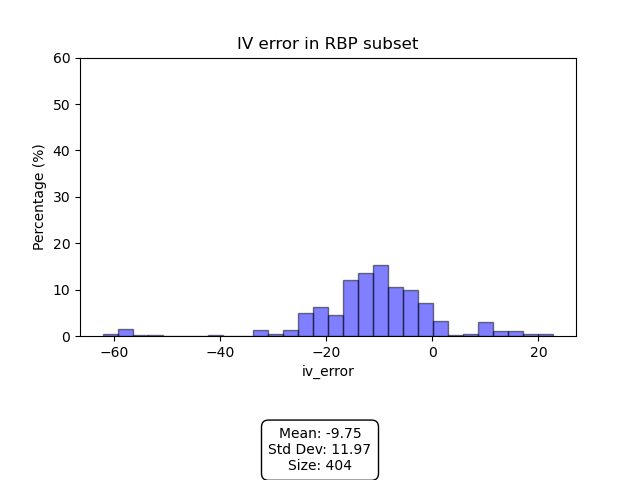 IV error in RBP subset
60
50
40
30
20
10
0
Percentage (%)
−60 −40 −20 0 20
iv_error
Mean: -9.75
Std Dev: 11.97
Size: 404